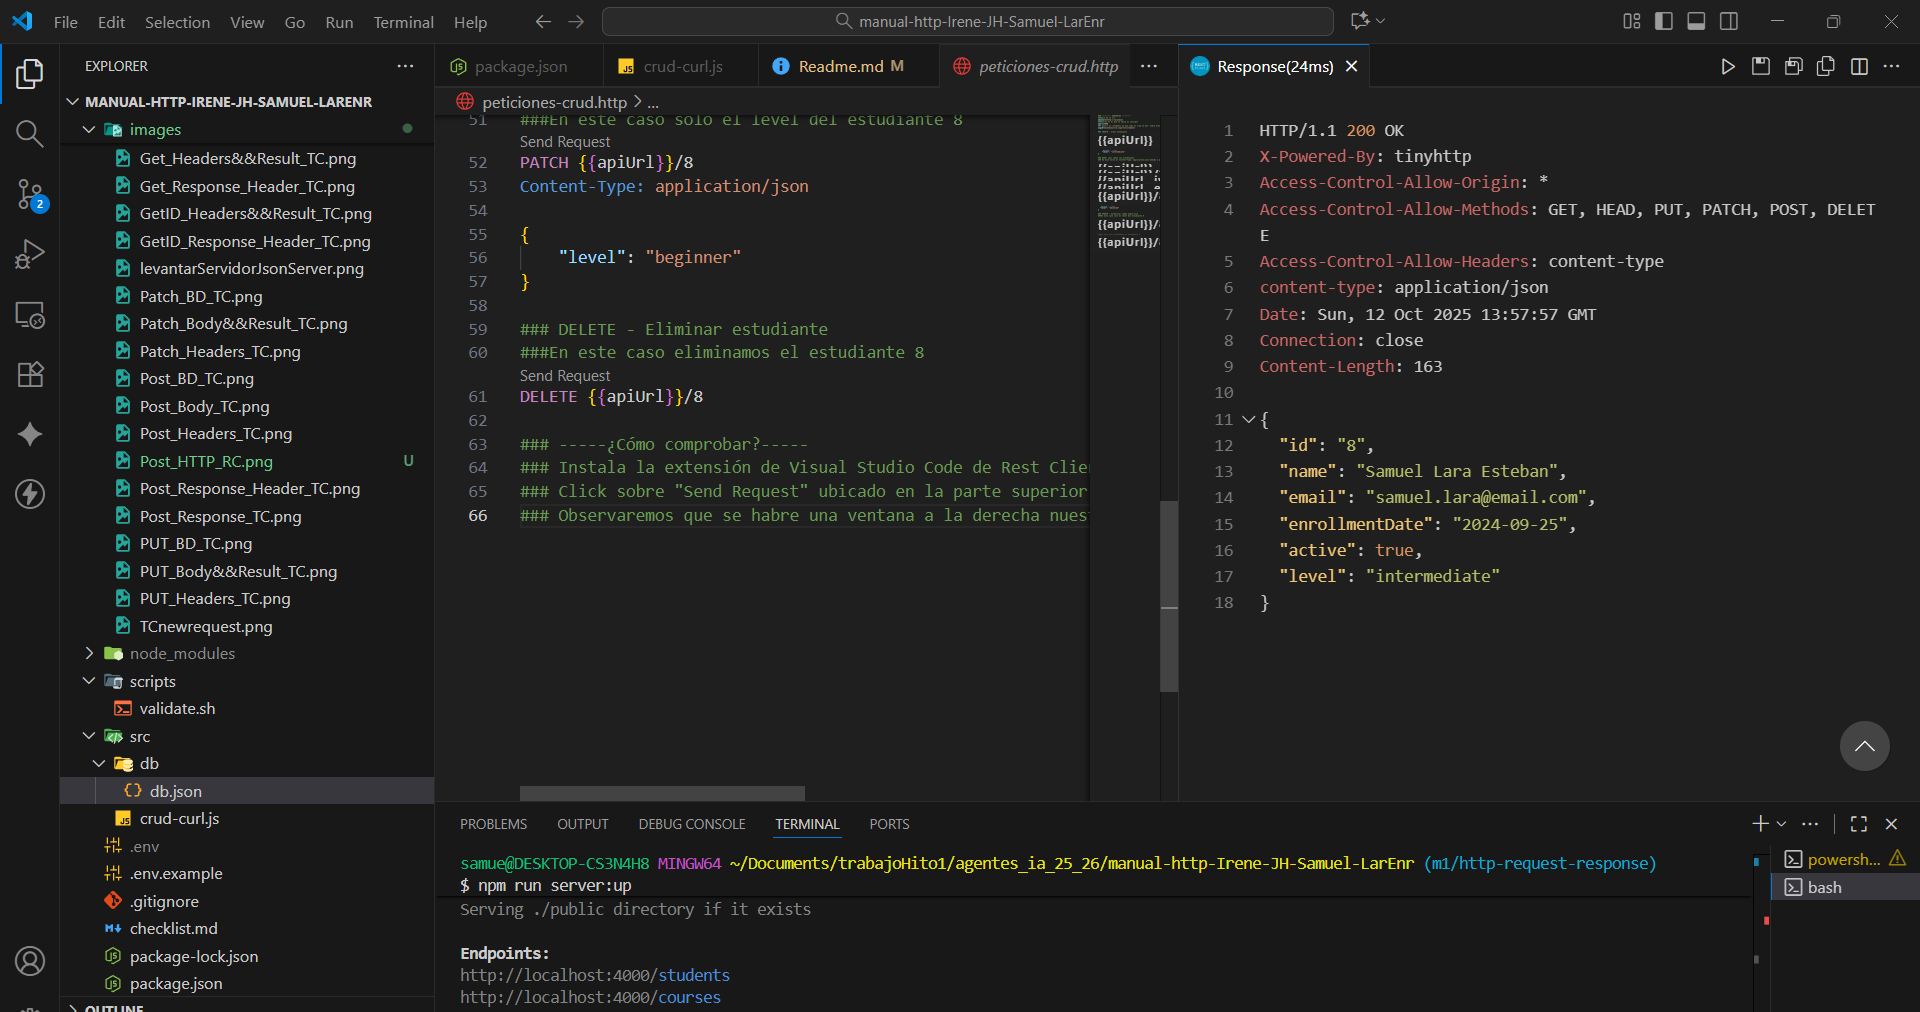 File Edit Selection View Go Run Terminal Help
manual-http-Irene-JH-Samuel-LarEnr
EXPLORER
MANUAL-HTTP-IRENE-JH-SAMUEL-LARENR
images
Get_Headers&&Result_TC.png
Get_Response_Header_TC.png
GetID_Headers&&Result_TC.png
GetID_Response_Header_TC.png
levantarServidorJsonServer.png
Patch_BD_TC.png
Patch_Body&&Result_TC.png
Patch_Headers_TC.png
Post_BD_TC.png
Post_Body_TC.png
Post_Headers_TC.png
Post_HTTP_RC.png U
Post_Response_Header_TC.png
Post_Response_TC.png
PUT_BD_TC.png
PUT_Body&&Result_TC.png
PUT_Headers_TC.png
TCnewrequest.png
node_modules
scripts
validate.sh
src
db
db.json
crud-curl.js
.env
.env.example
.gitignore
checklist.md
package-lock.json
package.json
OUTLINE
2
package.json
crud-curl.js
Readme.md M
peticiones-crud.http
peticiones-crud.http > ...
51 ###En este caso solo el level del estudiante 8
Send Request
52 PATCH {{apiUrl}}/8
53 Content-Type: application/json
54
55 {
56 "level": "beginner"
57 }
58
59 ### DELETE - Eliminar estudiante
60 ###En este caso eliminamos el estudiante 8
Send Request
61 DELETE {{apiUrl}}/8
62
63 ### -----¿Cómo comprobar?-----
64 ### Instala la extensión de Visual Studio Code de Rest Clie
65 ### Click sobre "Send Request" ubicado en la parte superior
66 ### Observaremos que se habre una ventana a la derecha nues
{{apiUrl}}
Response(24ms)
1 HTTP/1.1 200 OK
2 X-Powered-By: tinyhttp
3 Access-Control-Allow-Origin: *
4 Access-Control-Allow-Methods: GET, HEAD, PUT, PATCH, POST, DELET
E
5 Access-Control-Allow-Headers: content-type
6 content-type: application/json
7 Date: Sun, 12 Oct 2025 13:57:57 GMT
8 Connection: close
9 Content-Length: 163
10
11 {
12 "id": "8",
13 "name": "Samuel Lara Esteban",
14 "email": "samuel.lara@email.com",
15 "enrollmentDate": "2024-09-25",
16 "active": true,
17 "level": "intermediate"
18 }
PROBLEMS OUTPUT DEBUG CONSOLE TERMINAL PORTS
samue@DESKTOP-CS3N4H8 MINGW64 ~/Documents/trabajoHito1/agentes_ia_25_26/manual-http-Irene-JH-Samuel-LarEnr (m1/http-request-response)
$ npm run server:up
Serving ./public directory if it exists
Endpoints:
http://localhost:4000/students
http://localhost:4000/courses
powersh...
bash